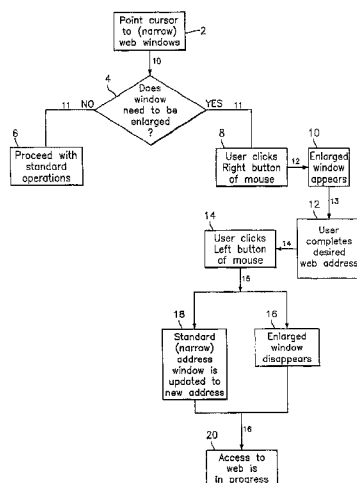 Point cursor
to (narrow)
web windows
2
10
4
Does
window
need to be
enlarged
?
11
NO
YES
11
6
Proceed with
standard
operations
8
User clicks
Right button
of mouse
12
10
Enlarged
window
appears
13
12
User
completes
desired
web address
14
14
User clicks
Left button
of mouse
15
18
Standard
(narrow)
address
window is
updated to
new address
16
Enlarged
window
disappears
16
20
Access to
web is
in progress